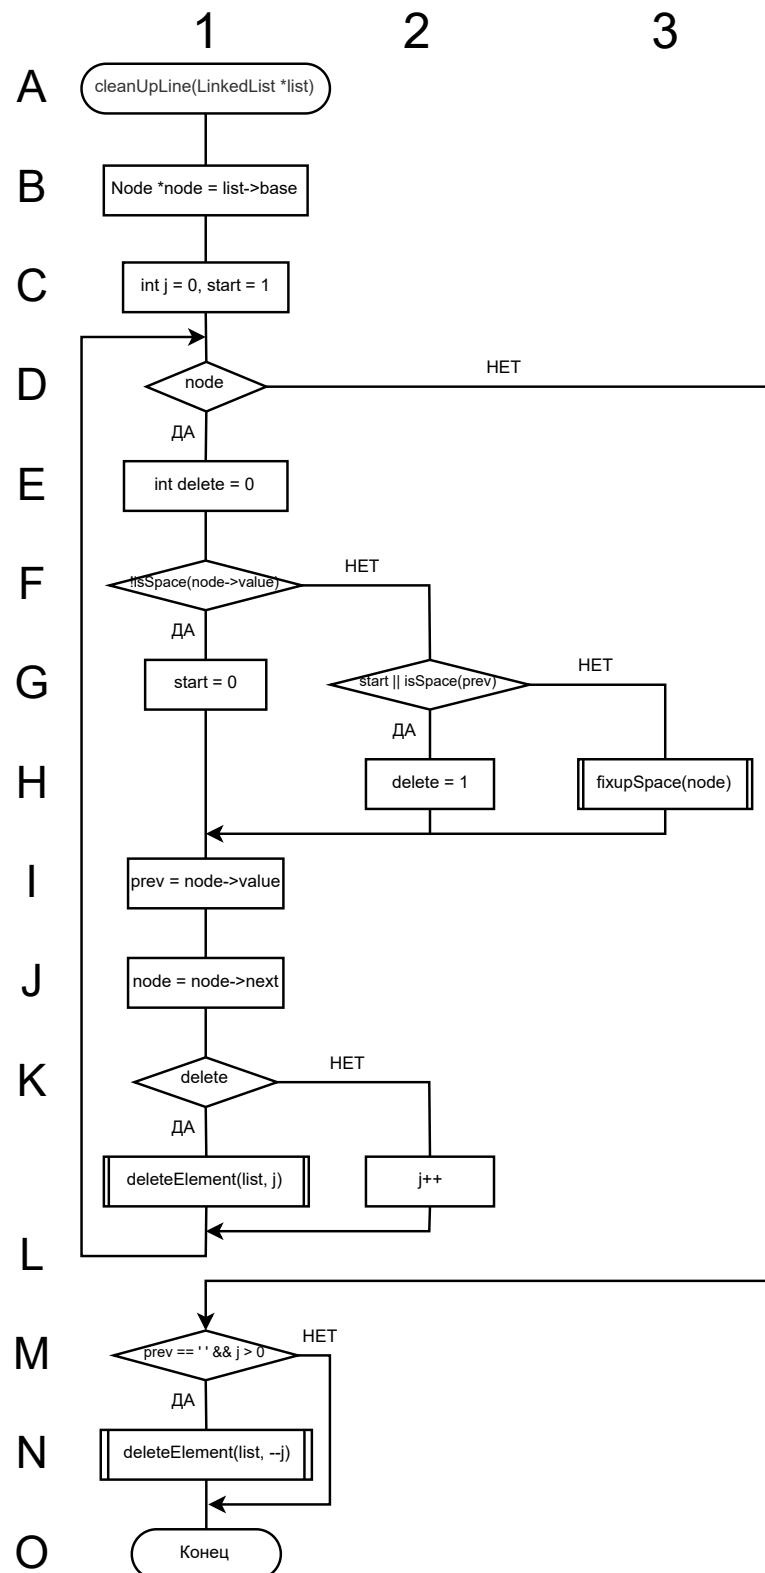 1 2 3
A cleanUpLine(LinkedList *list)
B Node *node = list->base
C int j = 0, start = 1
D node НЕТ
ДА
E int delete = 0
F !isSpace(node->value) НЕТ
ДА
G start = 0 start || isSpace(prev) НЕТ
ДА
H delete = 1 fixupSpace(node)
I prev = node->value
J node = node->next
K delete НЕТ
ДА
deleteElement(list, j) j++
L
M prev == ' ' && j > 0 НЕТ
ДА
N deleteElement(list, --j)
O Конец